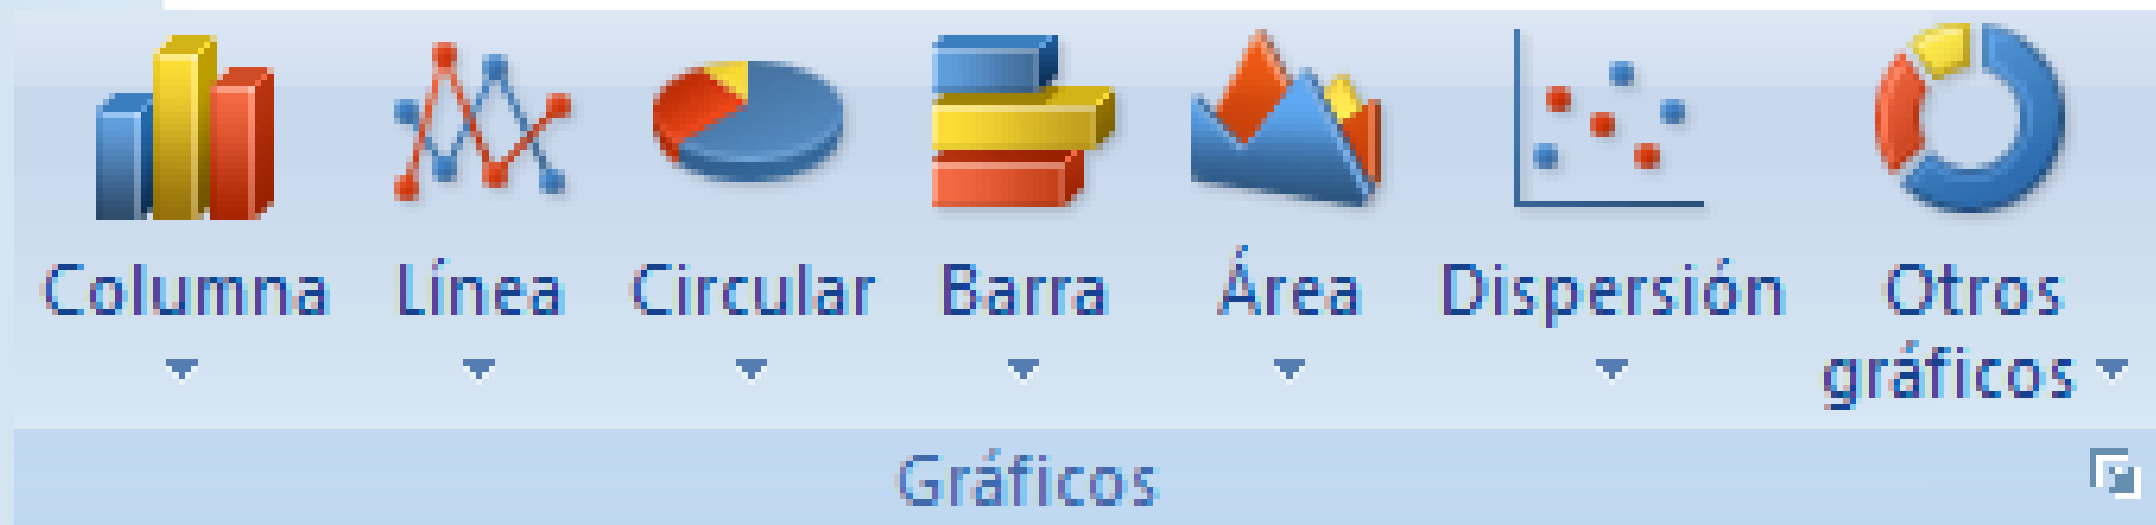 Columna Línea Circular Barra Área Dispersión Otros gráficos
Gráficos